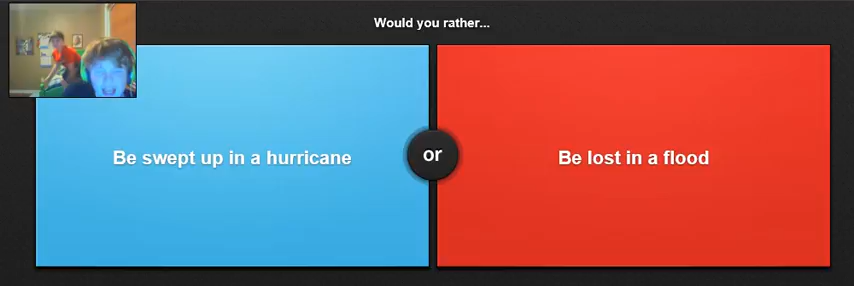 Would you rather...
Be swept up in a hurricane
or
Be lost in a flood